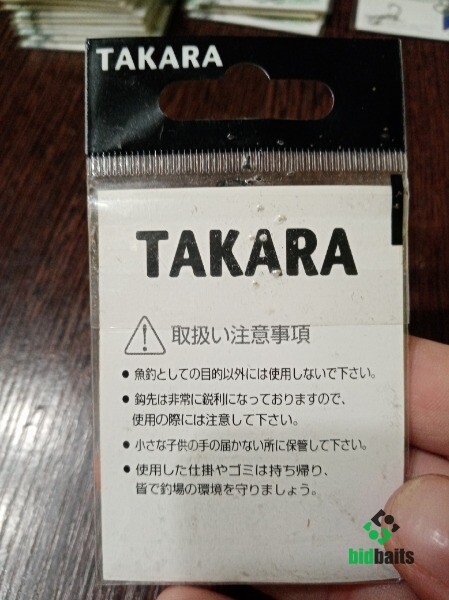 TAKARA
TAKARA
取扱い注意事項
● 魚釣としての目的以外には使用しないで下さい。
● 鈎先は非常に鋭利になっておりますので、
使用の際には注意して下さい。
● 小さな子供の手の届かない所に保管して下さい。
● 使用した仕掛やゴミは持ち帰り、
皆で釣場の環境を守りましょう。
bidbaits